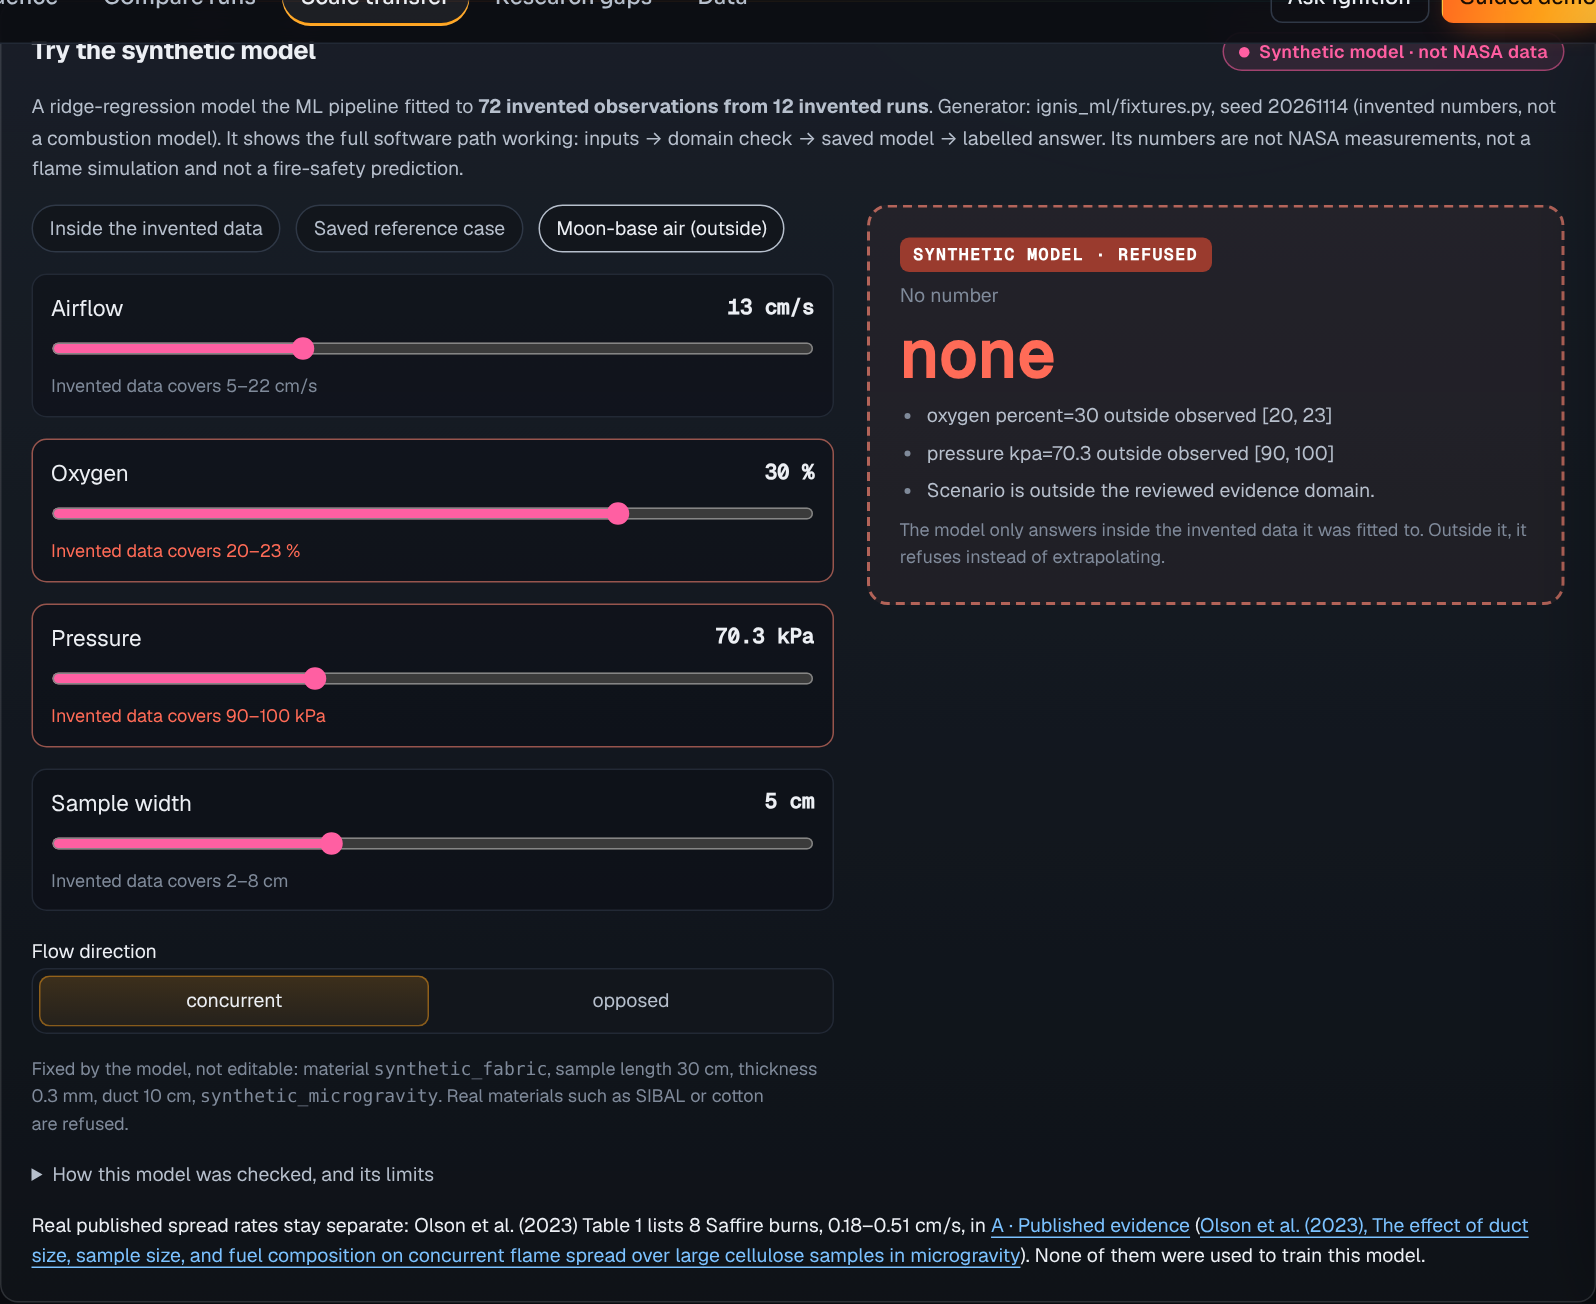 Compare runs
Scale transfer
Research gaps
Data
Ask Ignition
Guided demo
Try the synthetic model
Synthetic model · not NASA data
A ridge-regression model the ML pipeline fitted to 72 invented observations from 12 invented runs. Generator: ignis_ml/fixtures.py, seed 20261114 (invented numbers, not
a combustion model). It shows the full software path working: inputs → domain check → saved model → labelled answer. Its numbers are not NASA measurements, not a
flame simulation and not a fire-safety prediction.
Inside the invented data
Saved reference case
Moon-base air (outside)
Airflow
13 cm/s
Invented data covers 5–22 cm/s
Oxygen
30 %
Invented data covers 20–23 %
Pressure
70.3 kPa
Invented data covers 90–100 kPa
Sample width
5 cm
Invented data covers 2–8 cm
Flow direction
concurrent
opposed
Fixed by the model, not editable: material synthetic_fabric, sample length 30 cm, thickness
0.3 mm, duct 10 cm, synthetic_microgravity. Real materials such as SIBAL or cotton
are refused.
SYNTHETIC MODEL · REFUSED
No number
none
• oxygen percent=30 outside observed [20, 23]
• pressure kpa=70.3 outside observed [90, 100]
• Scenario is outside the reviewed evidence domain.
The model only answers inside the invented data it was fitted to. Outside it, it
refuses instead of extrapolating.
▶ How this model was checked, and its limits
Real published spread rates stay separate: Olson et al. (2023) Table 1 lists 8 Saffire burns, 0.18–0.51 cm/s, in A · Published evidence (Olson et al. (2023), The effect of duct
size, sample size, and fuel composition on concurrent flame spread over large cellulose samples in microgravity). None of them were used to train this model.